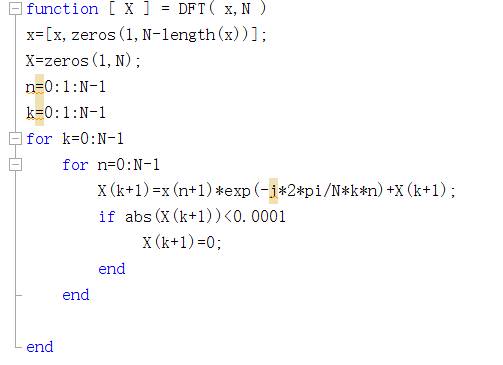 function [ X ] = DFT( x,N )
x=[x,zeros(1,N-length(x))];
X=zeros(1,N);
n=0:1:N-1
k=0:1:N-1
for k=0:N-1
    for n=0:N-1
        X(k+1)=x(n+1)*exp(-j*2*pi/N*k*n)+X(k+1);
        if abs(X(k+1))<0.0001
            X(k+1)=0;
        end
    end
end